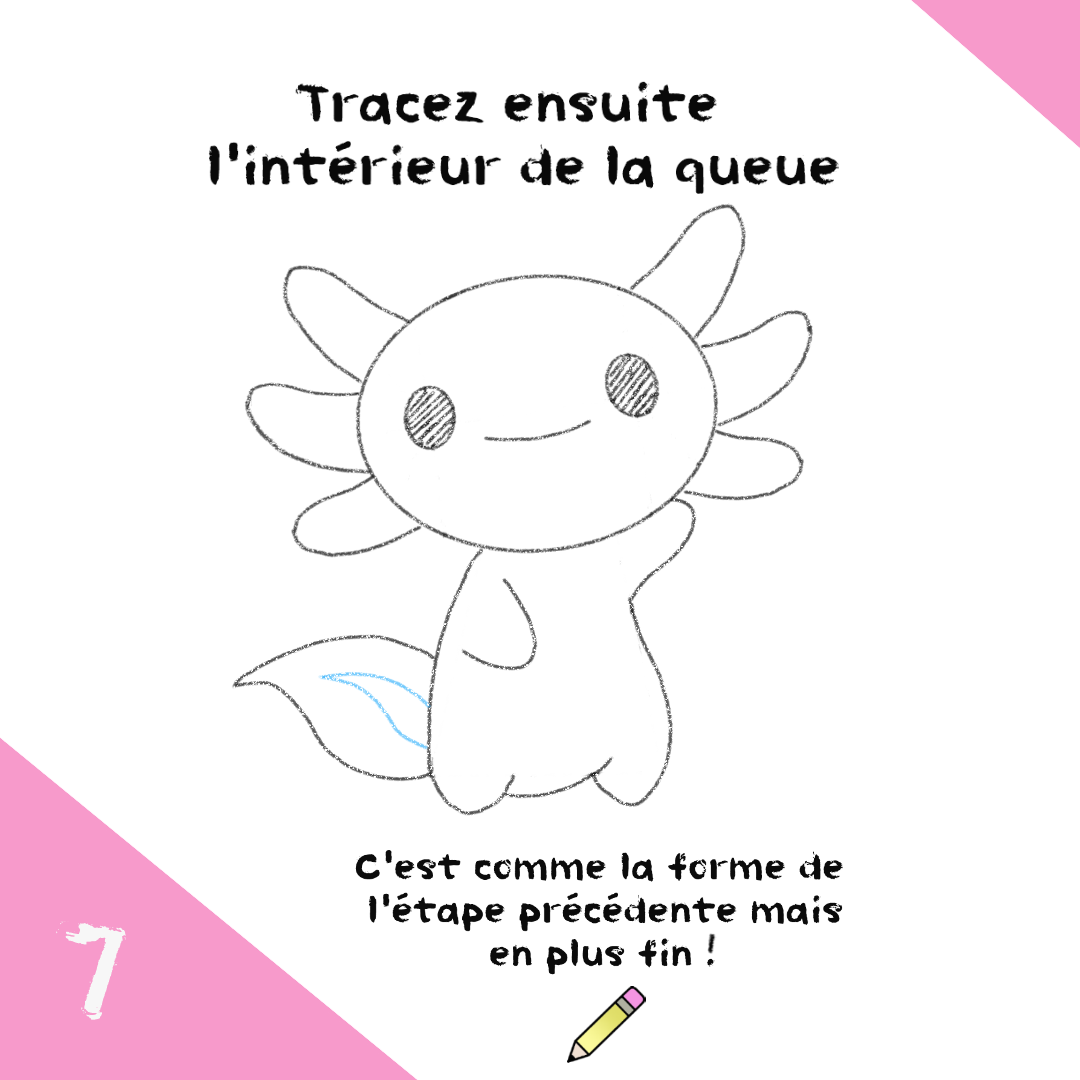 Tracez ensuite
l'intérieur de la queue
C'est comme la forme de
l'étape précédente mais
en plus fin !
7